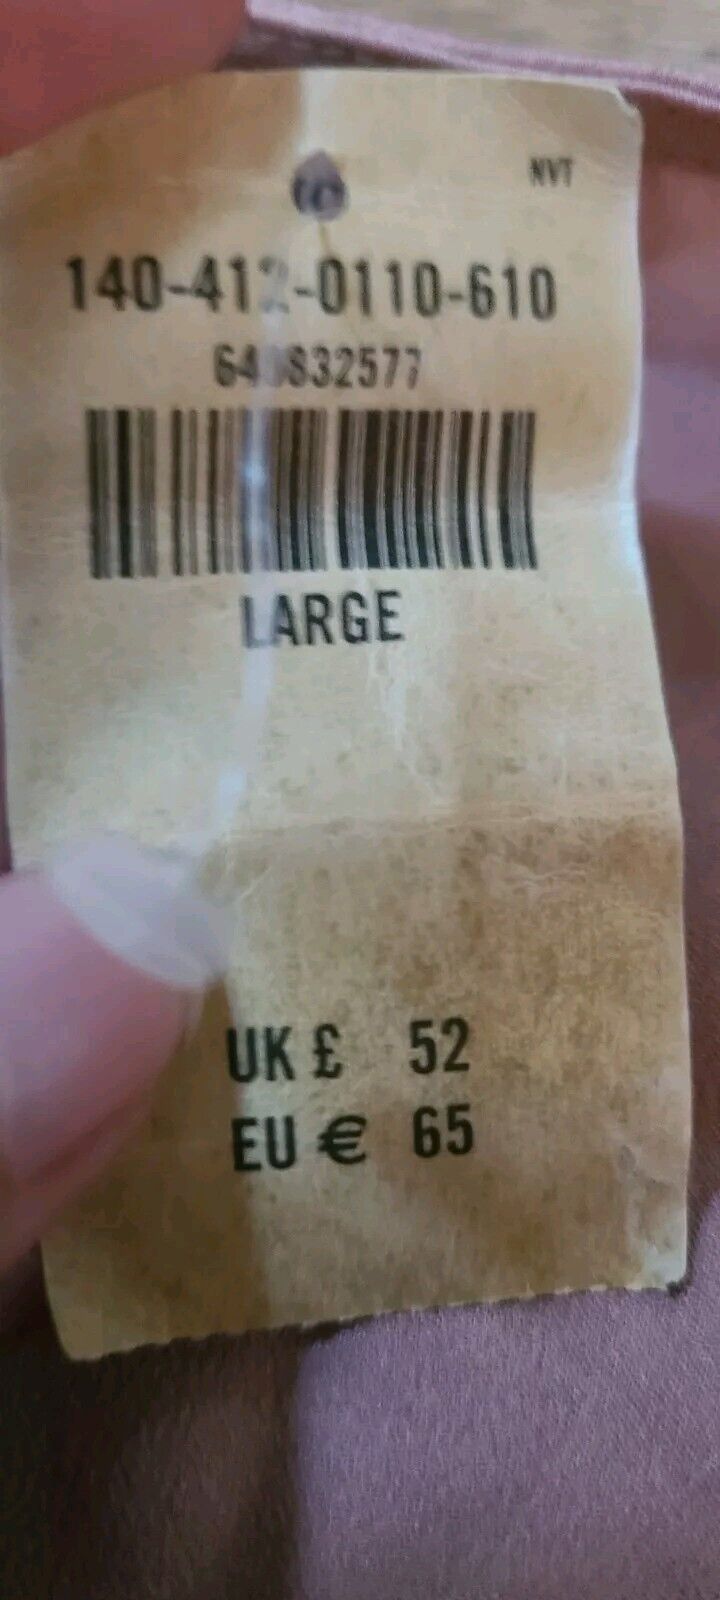 NVT
140-412-0110-610
LARGE
UK £ 52
EU € 65